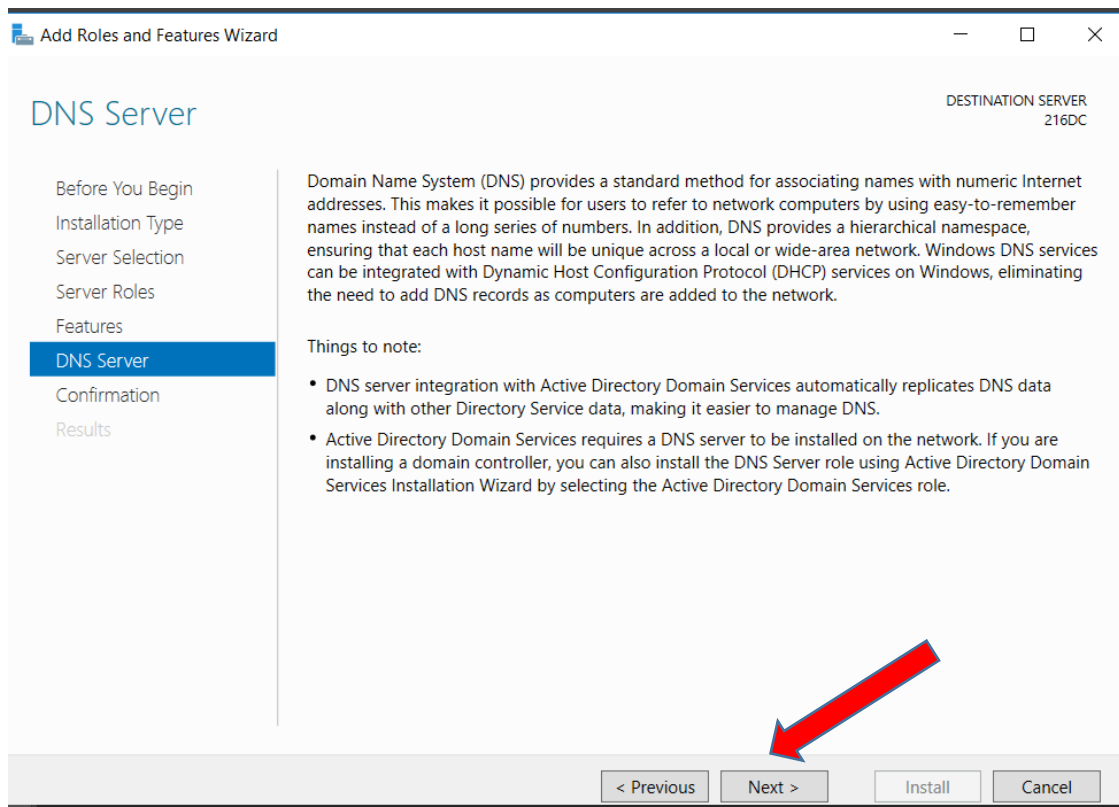 Add Roles and Features Wizard
DNS Server
DESTINATION SERVER
216DC
Before You Begin
Installation Type
Server Selection
Server Roles
Features
DNS Server
Confirmation
Results
Domain Name System (DNS) provides a standard method for associating names with numeric Internet
addresses. This makes it possible for users to refer to network computers by using easy-to-remember
names instead of a long series of numbers. In addition, DNS provides a hierarchical namespace,
ensuring that each host name will be unique across a local or wide-area network. Windows DNS services
can be integrated with Dynamic Host Configuration Protocol (DHCP) services on Windows, eliminating
the need to add DNS records as computers are added to the network.
Things to note:
• DNS server integration with Active Directory Domain Services automatically replicates DNS data
along with other Directory Service data, making it easier to manage DNS.
• Active Directory Domain Services requires a DNS server to be installed on the network. If you are
installing a domain controller, you can also install the DNS Server role using Active Directory Domain
Services Installation Wizard by selecting the Active Directory Domain Services role.
< Previous
Next >
Install
Cancel